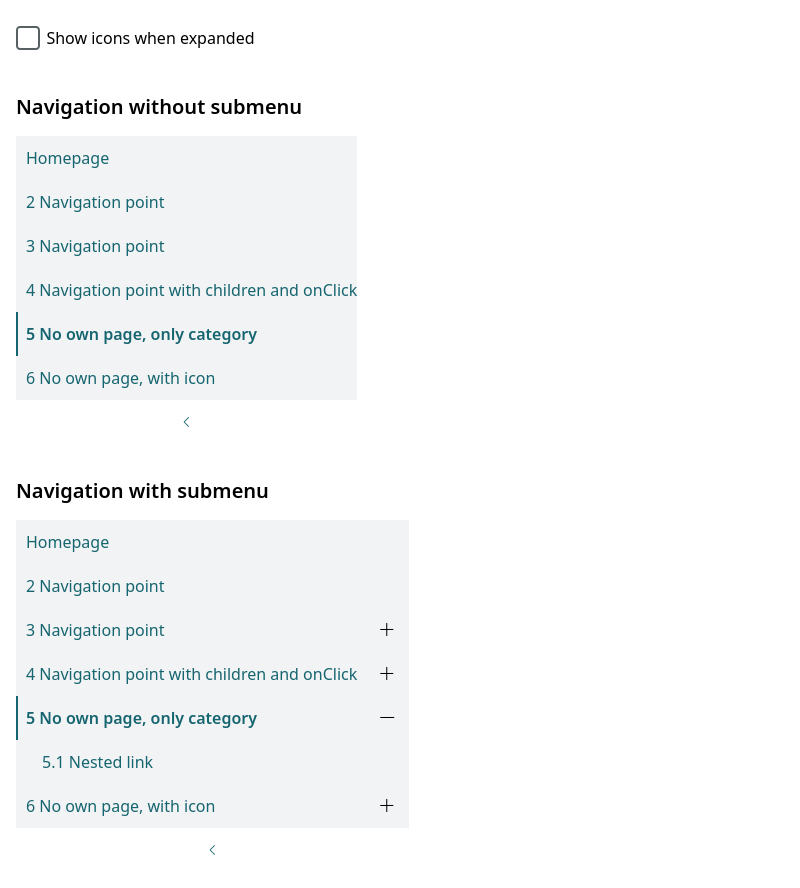 Show icons when expanded
Navigation without submenu
Homepage
2 Navigation point
3 Navigation point
4 Navigation point with children and onClick
5 No own page, only category
6 No own page, with icon
Navigation with submenu
Homepage
2 Navigation point
3 Navigation point
4 Navigation point with children and onClick
5 No own page, only category
5.1 Nested link
6 No own page, with icon